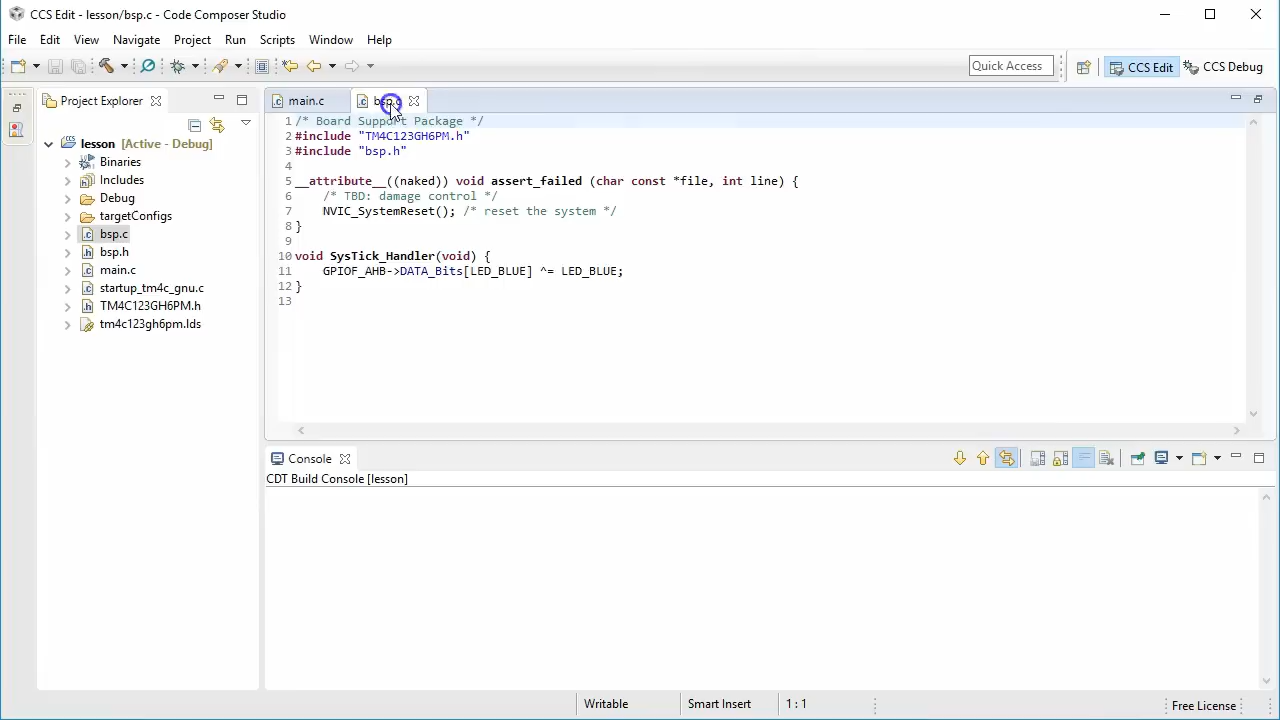 CCS Edit - lesson/bsp.c - Code Composer Studio
File Edit View Navigate Project Run Scripts Window Help
Quick Access
CCS Edit
CCS Debug
Project Explorer
lesson [Active - Debug]
Binaries
Includes
Debug
targetConfigs
bsp.c
bsp.h
main.c
startup_tm4c_gnu.c
TM4C123GH6PM.h
tm4c123gh6pm.lds
main.c
bsp.c
1 /* Board Support Package */
2 #include "TM4C123GH6PM.h"
3 #include "bsp.h"
4
5 __attribute__((naked)) void assert_failed (char const *file, int line) {
6 /* TBD: damage control */
7 NVIC_SystemReset(); /* reset the system */
8 }
9
10 void SysTick_Handler(void) {
11 GPIOF_AHB->DATA_Bits[LED_BLUE] ^= LED_BLUE;
12 }
13
Console
CDT Build Console [lesson]
Writable
Smart Insert
1 : 1
Free License